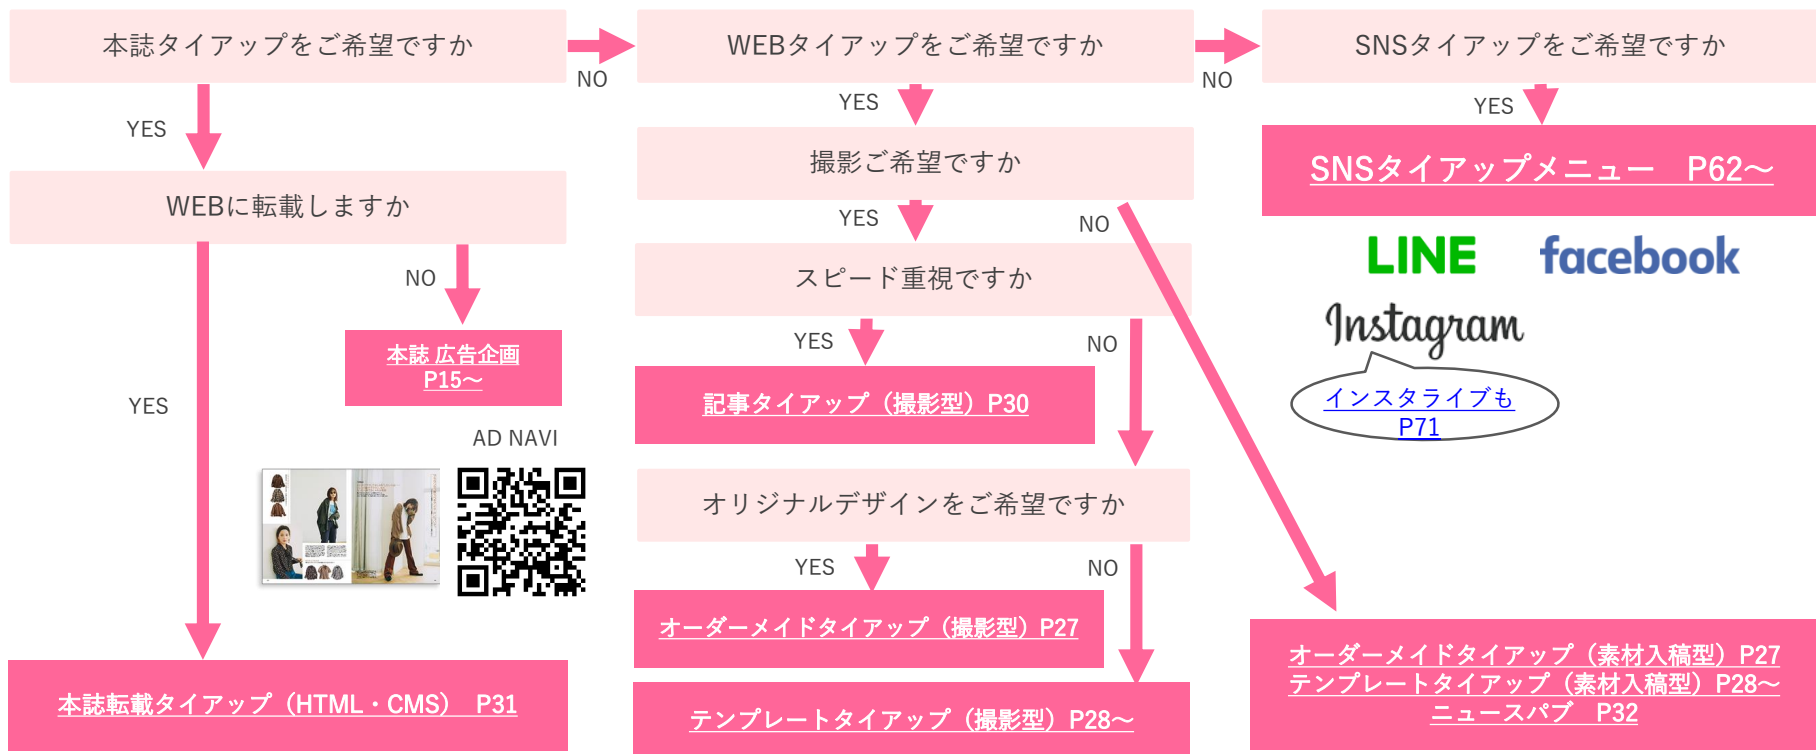 本誌タイアップをご希望ですか
NO
YES
WEBに転載しますか
NO
本誌 広告企画
P15～
YES
AD NAVI
本誌転載タイアップ（HTML・CMS） P31
WEBタイアップをご希望ですか
NO
YES
撮影ご希望ですか
YES
NO
スピード重視ですか
YES
NO
記事タイアップ（撮影型）P30
オリジナルデザインをご希望ですか
YES
NO
オーダーメイドタイアップ（撮影型）P27
テンプレートタイアップ（撮影型）P28～
SNSタイアップをご希望ですか
YES
SNSタイアップメニュー P62～
LINE
facebook
Instagram
インスタライブも
P71
オーダーメイドタイアップ（素材入稿型）P27
テンプレートタイアップ（素材入稿型）P28～
ニュースパブ P32